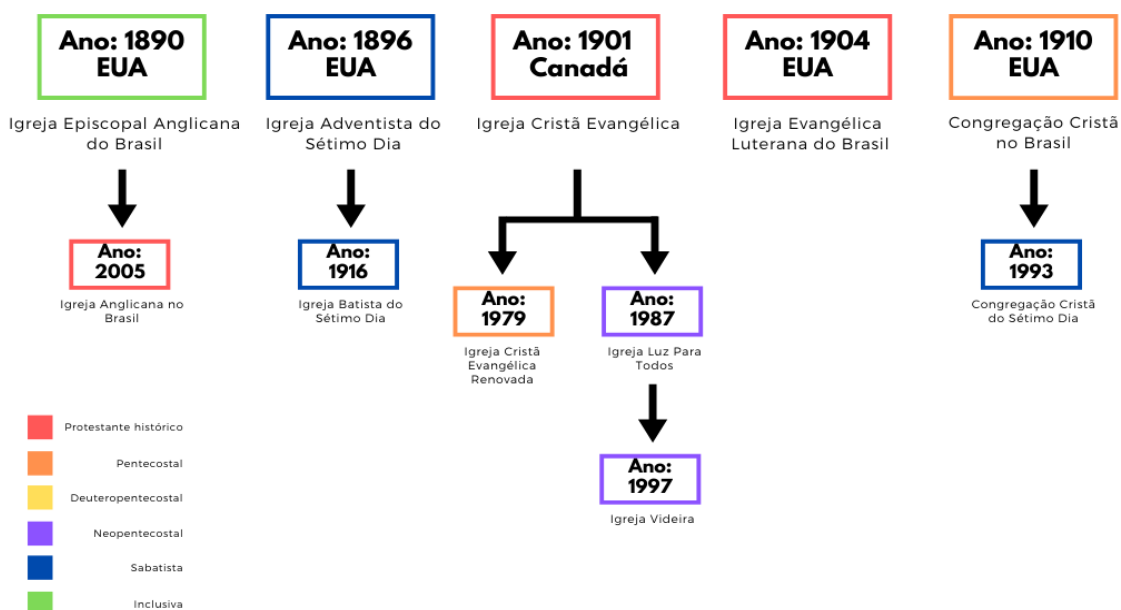 Ano: 1890
EUA
Igreja Episcopal Anglicana
do Brasil
Ano:
2005
Igreja Anglicana no
Brasil
Ano: 1896
EUA
Igreja Adventista do
Sétimo Dia
Ano:
1916
Igreja Batista do
Sétimo Dia
Ano: 1901
Canadá
Igreja Cristã Evangélica
Ano:
1979
Igreja Cristã
Evangélica
Renovada
Ano:
1987
Igreja Luz Para
Todos
Ano:
1997
Igreja Videira
Ano: 1904
EUA
Igreja Evangélica
Luterana do Brasil
Ano: 1910
EUA
Congregação Cristã
no Brasil
Ano:
1993
Congregação Cristã
do Sétimo Dia
Protestante histórico
Pentecostal
Deuteropentecostal
Neopentecostal
Sabatista
Inclusiva